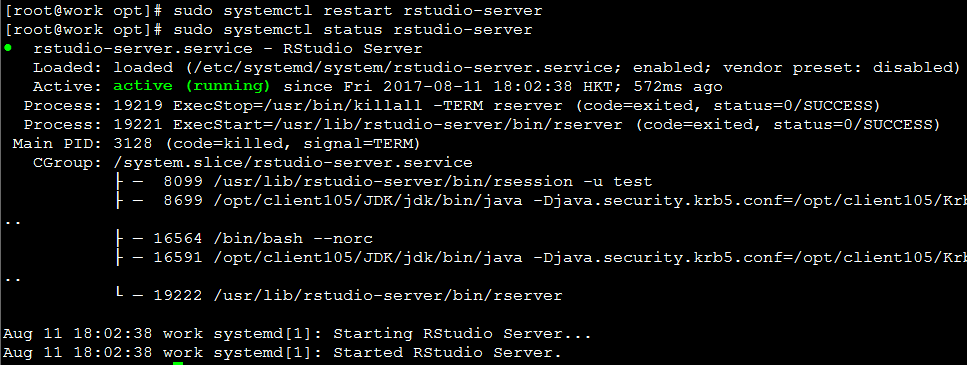 [root@work opt]# sudo systemctl restart rstudio-server
[root@work opt]# sudo systemctl status rstudio-server
● rstudio-server.service - RStudio Server
Loaded: loaded (/etc/systemd/system/rstudio-server.service; enabled; vendor preset: disabled)
Active: active (running) since Fri 2017-08-11 18:02:38 HKT; 572ms ago
Process: 19219 ExecStop=/usr/bin/killall -TERM rserver (code=exited, status=0/SUCCESS)
Process: 19221 ExecStart=/usr/lib/rstudio-server/bin/rserver (code=exited, status=0/SUCCESS)
Main PID: 3128 (code=killed, signal=TERM)
CGroup: /system.slice/rstudio-server.service
├ ─ 8099 /usr/lib/rstudio-server/bin/rsession -u test
├ ─ 8699 /opt/client105/JDK/jdk/bin/java -Djava.security.krb5.conf=/opt/client105/Krb
..
├ ─ 16564 /bin/bash --norc
├ ─ 16591 /opt/client105/JDK/jdk/bin/java -Djava.security.krb5.conf=/opt/client105/Krb
..
└ ─ 19222 /usr/lib/rstudio-server/bin/rserver
Aug 11 18:02:38 work systemd[1]: Starting RStudio Server...
Aug 11 18:02:38 work systemd[1]: Started RStudio Server.